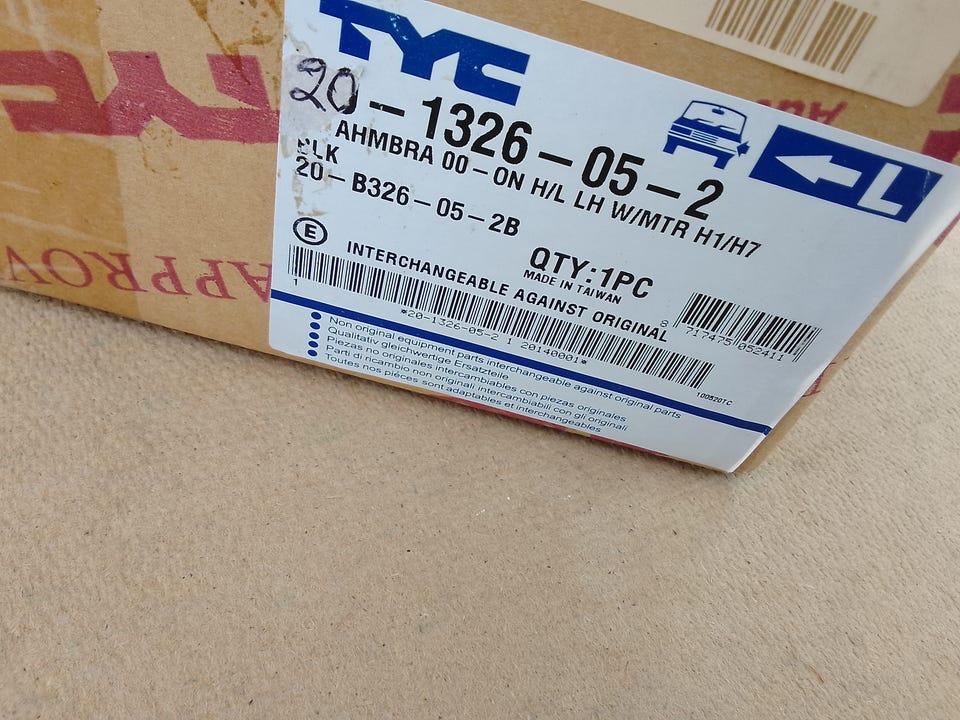 TYC
20-1326-05-2
AHMBRA 00-ON H/L LH W/MTR H1/H7
BLK
20-B326-05-2B
E
QTY:1PC
MADE IN TAIWAN
INTERCHANGEABLE AGAINST ORIGINAL
1
*20-1326-05-2 1 20140001*
8 717475 052411
100520TC
Non original equipment parts interchangeable against original parts
Qualitativ gleichwertige Ersatzteile
Piezas no originales intercambiables con piezas originales
Parti di ricambio non originali intercambiabili con gli originali
Toutes nos pièces sont adaptables et interchangeables
L
TYC
APPROV